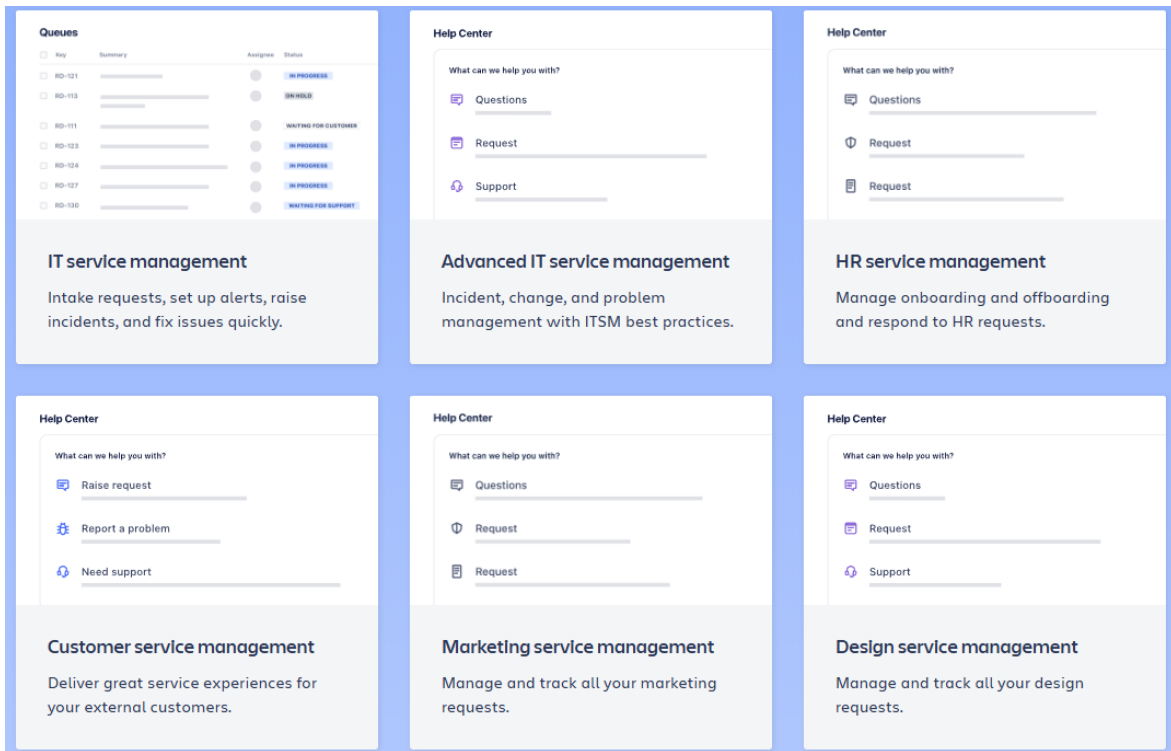 Queues
Key Summary Assignee Status
RD-121 IN PROGRESS
RD-113 ON HOLD
RD-111 WAITING FOR CUSTOMER
RD-123 IN PROGRESS
RD-124 IN PROGRESS
RD-127 IN PROGRESS
RD-130 WAITING FOR SUPPORT
IT service management
Intake requests, set up alerts, raise
incidents, and fix issues quickly.
Help Center
What can we help you with?
Questions
Request
Support
Advanced IT service management
Incident, change, and problem
management with ITSM best practices.
Help Center
What can we help you with?
Questions
Request
Request
HR service management
Manage onboarding and offboarding
and respond to HR requests.
Help Center
What can we help you with?
Raise request
Report a problem
Need support
Customer service management
Deliver great service experiences for
your external customers.
Help Center
What can we help you with?
Questions
Request
Request
Marketing service management
Manage and track all your marketing
requests.
Help Center
What can we help you with?
Questions
Request
Support
Design service management
Manage and track all your design
requests.